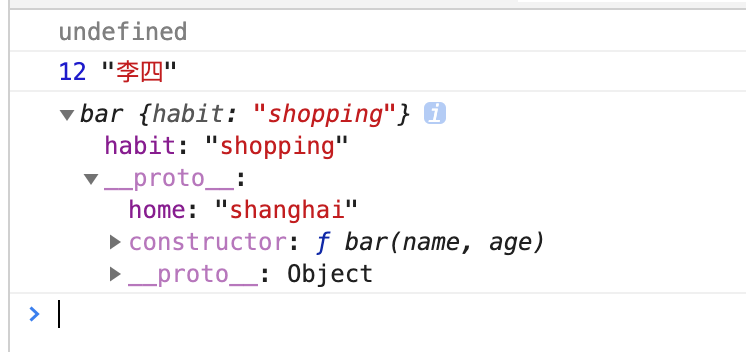 undefined
12 "李四"
▼bar {habit: "shopping"} i
habit: "shopping"
▼__proto__:
home: "shanghai"
▶constructor: ƒ bar(name, age)
▶__proto__: Object
>